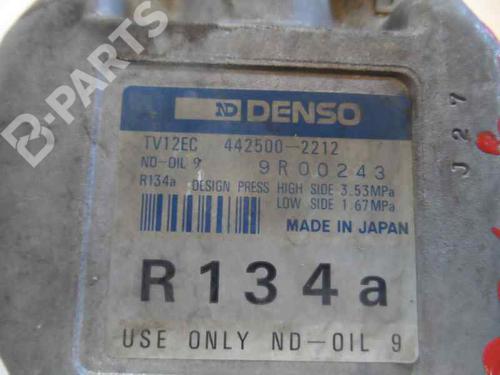 B-PARTS
ND DENSO
TV12EC 442500-2212
ND-OIL 9 9R00243
R134a DESIGN PRESS HIGH SIDE 3.53MPa
LOW SIDE 1.67MPa
MADE IN JAPAN
R134a
USE ONLY ND-OIL 9
J27